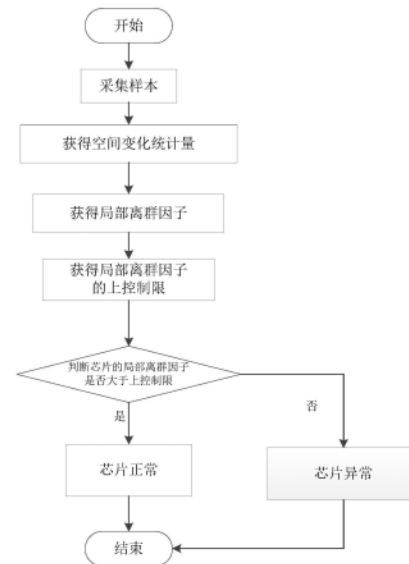 开始
采集样本
获得空间变化统计量
获得局部离群因子
获得局部离群因子
的上控制限
判断芯片的局部离群因子
是否大于上控制限
是
否
芯片正常
芯片异常
结束